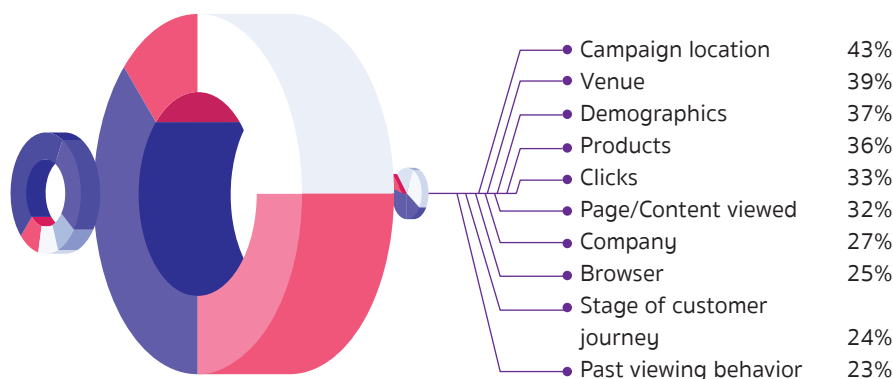 Campaign location 43%
Venue 39%
Demographics 37%
Products 36%
Clicks 33%
Page/Content viewed 32%
Company 27%
Browser 25%
Stage of customer
journey 24%
Past viewing behavior 23%